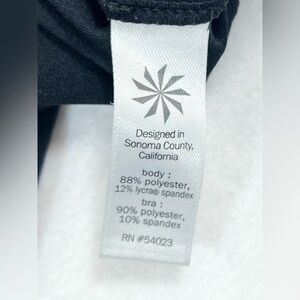 Designed in
Sonoma County,
California
body :
88% polyester,
12% lycra® spandex
bra :
90% polyester,
10% spandex
RN #54023